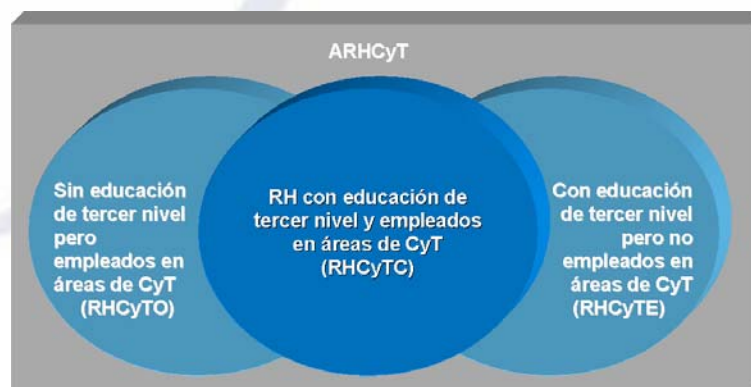 ARHCyT
Sin educación
de tercer nivel
pero
empleados en
áreas de CyT
(RHCyTO)
RH con educación de
tercer nivel y empleados
en áreas de CyT
(RHCyTC)
Con educación
de tercer nivel
pero no
empleados en
áreas de CyT
(RHCyTE)